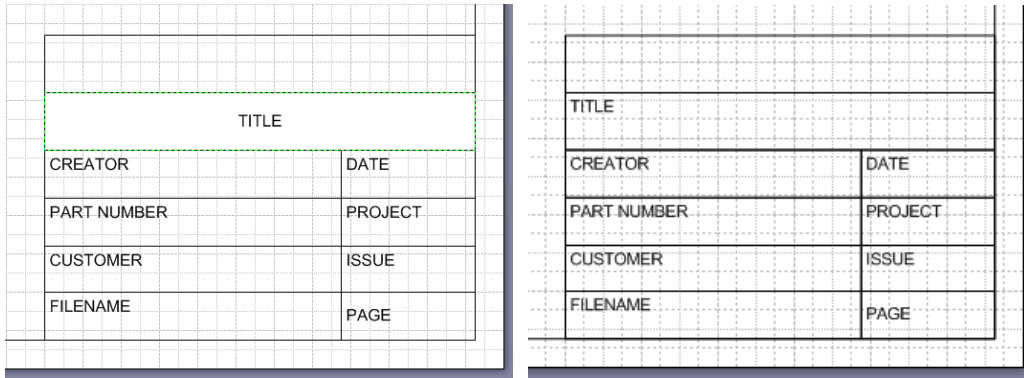 TITLE
CREATOR DATE
PART NUMBER PROJECT
CUSTOMER ISSUE
FILENAME PAGE
TITLE
CREATOR DATE
PART NUMBER PROJECT
CUSTOMER ISSUE
FILENAME PAGE